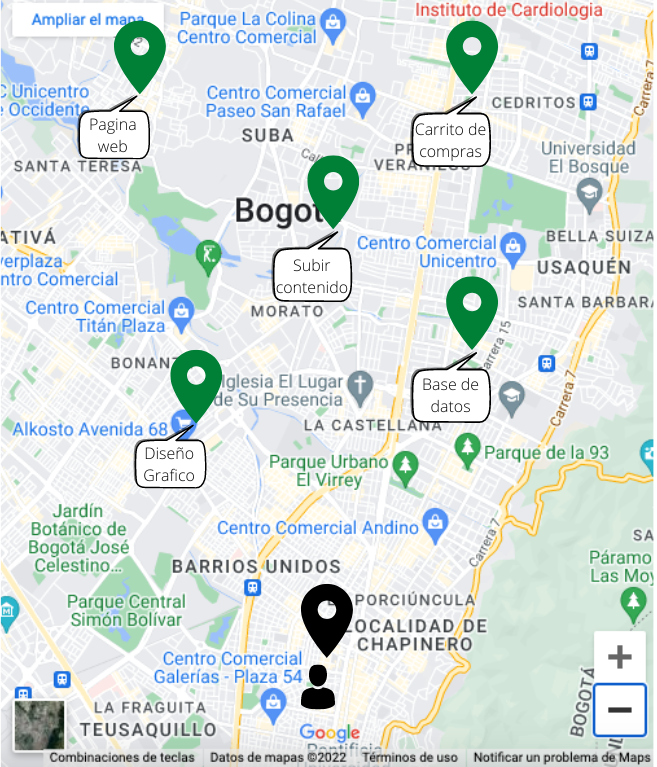 Ampliar el mapa
Parque La Colina
Centro Comercial
Instituto de Cardiologia
C Unicentro
e Occidente
Centro Comercial
Paseo San Rafael
CEDRITOS
Carrera 7
Pagina
web
Carrito de
compras
SUBA
Universidad
El Bosque
SANTA TERESA
Bogot
ATIVÁ
BELLA SUIZA
Centro Comercial
Unicentro
USAQUÉN
verplaza
ntro Comercial
Subir
contenido
SANTA BARBARA
Centro Comercial
Titán Plaza
MORATO
Carrera 15
BONAN
Iglesia El Lugar
de Su Presencia
Base de
datos
Carrera 7
Alkosto Avenida 68
LA CASTELLANA
Diseño
Grafico
Parque Urbano
El Virrey
Parque de la 93
Jardín
Botánico de
Bogotá José
Celestino...
Centro Comercial Andino
Carrera 7
BARRIOS UNIDOS
Páramo
Las Moy
Parque Central
Simón Bolívar
PORCIÚNCULA
LOCALIDAD DE
CHAPINERO
Centro Comercial
Galerías - Plaza 54
BOGOTÁ
LA FRAGUITA
TEUSAQUILLO
Google
Pontificia
Combinaciones de teclas
Datos de mapas ©2022
Términos de uso
Notificar un problema de Maps